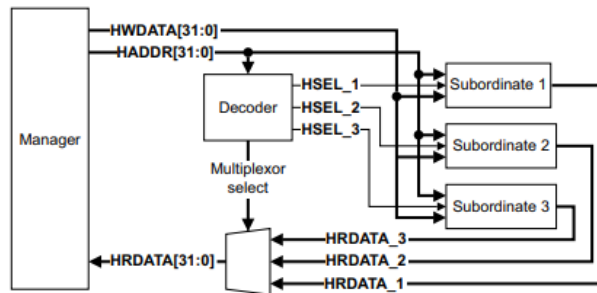 HWDATA[31:0]
HADDR[31:0]
Manager
Decoder
HSEL_1
HSEL_2
HSEL_3
Subordinate 1
Subordinate 2
Subordinate 3
Multiplexor
select
HRDATA[31:0]
HRDATA_3
HRDATA_2
HRDATA_1